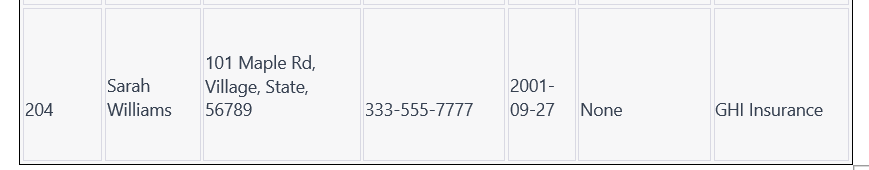 204
Sarah
Williams
101 Maple Rd,
Village, State,
56789
333-555-7777
2001-
09-27
None
GHI Insurance